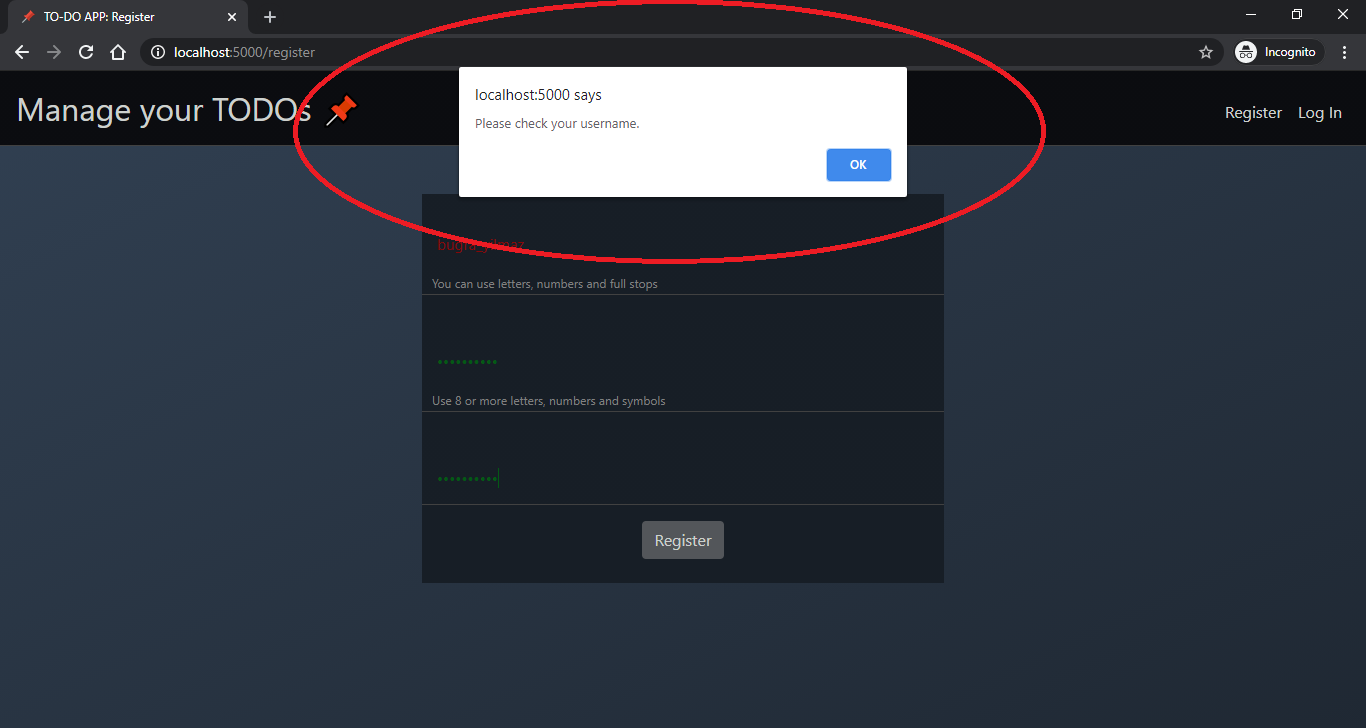 TO-DO APP: Register
localhost:5000/register
Incognito
Manage your TODOs
Register Log In
localhost:5000 says
Please check your username.
OK
You can use letters, numbers and full stops
••••••••••
Use 8 or more letters, numbers and symbols
••••••••••
Register